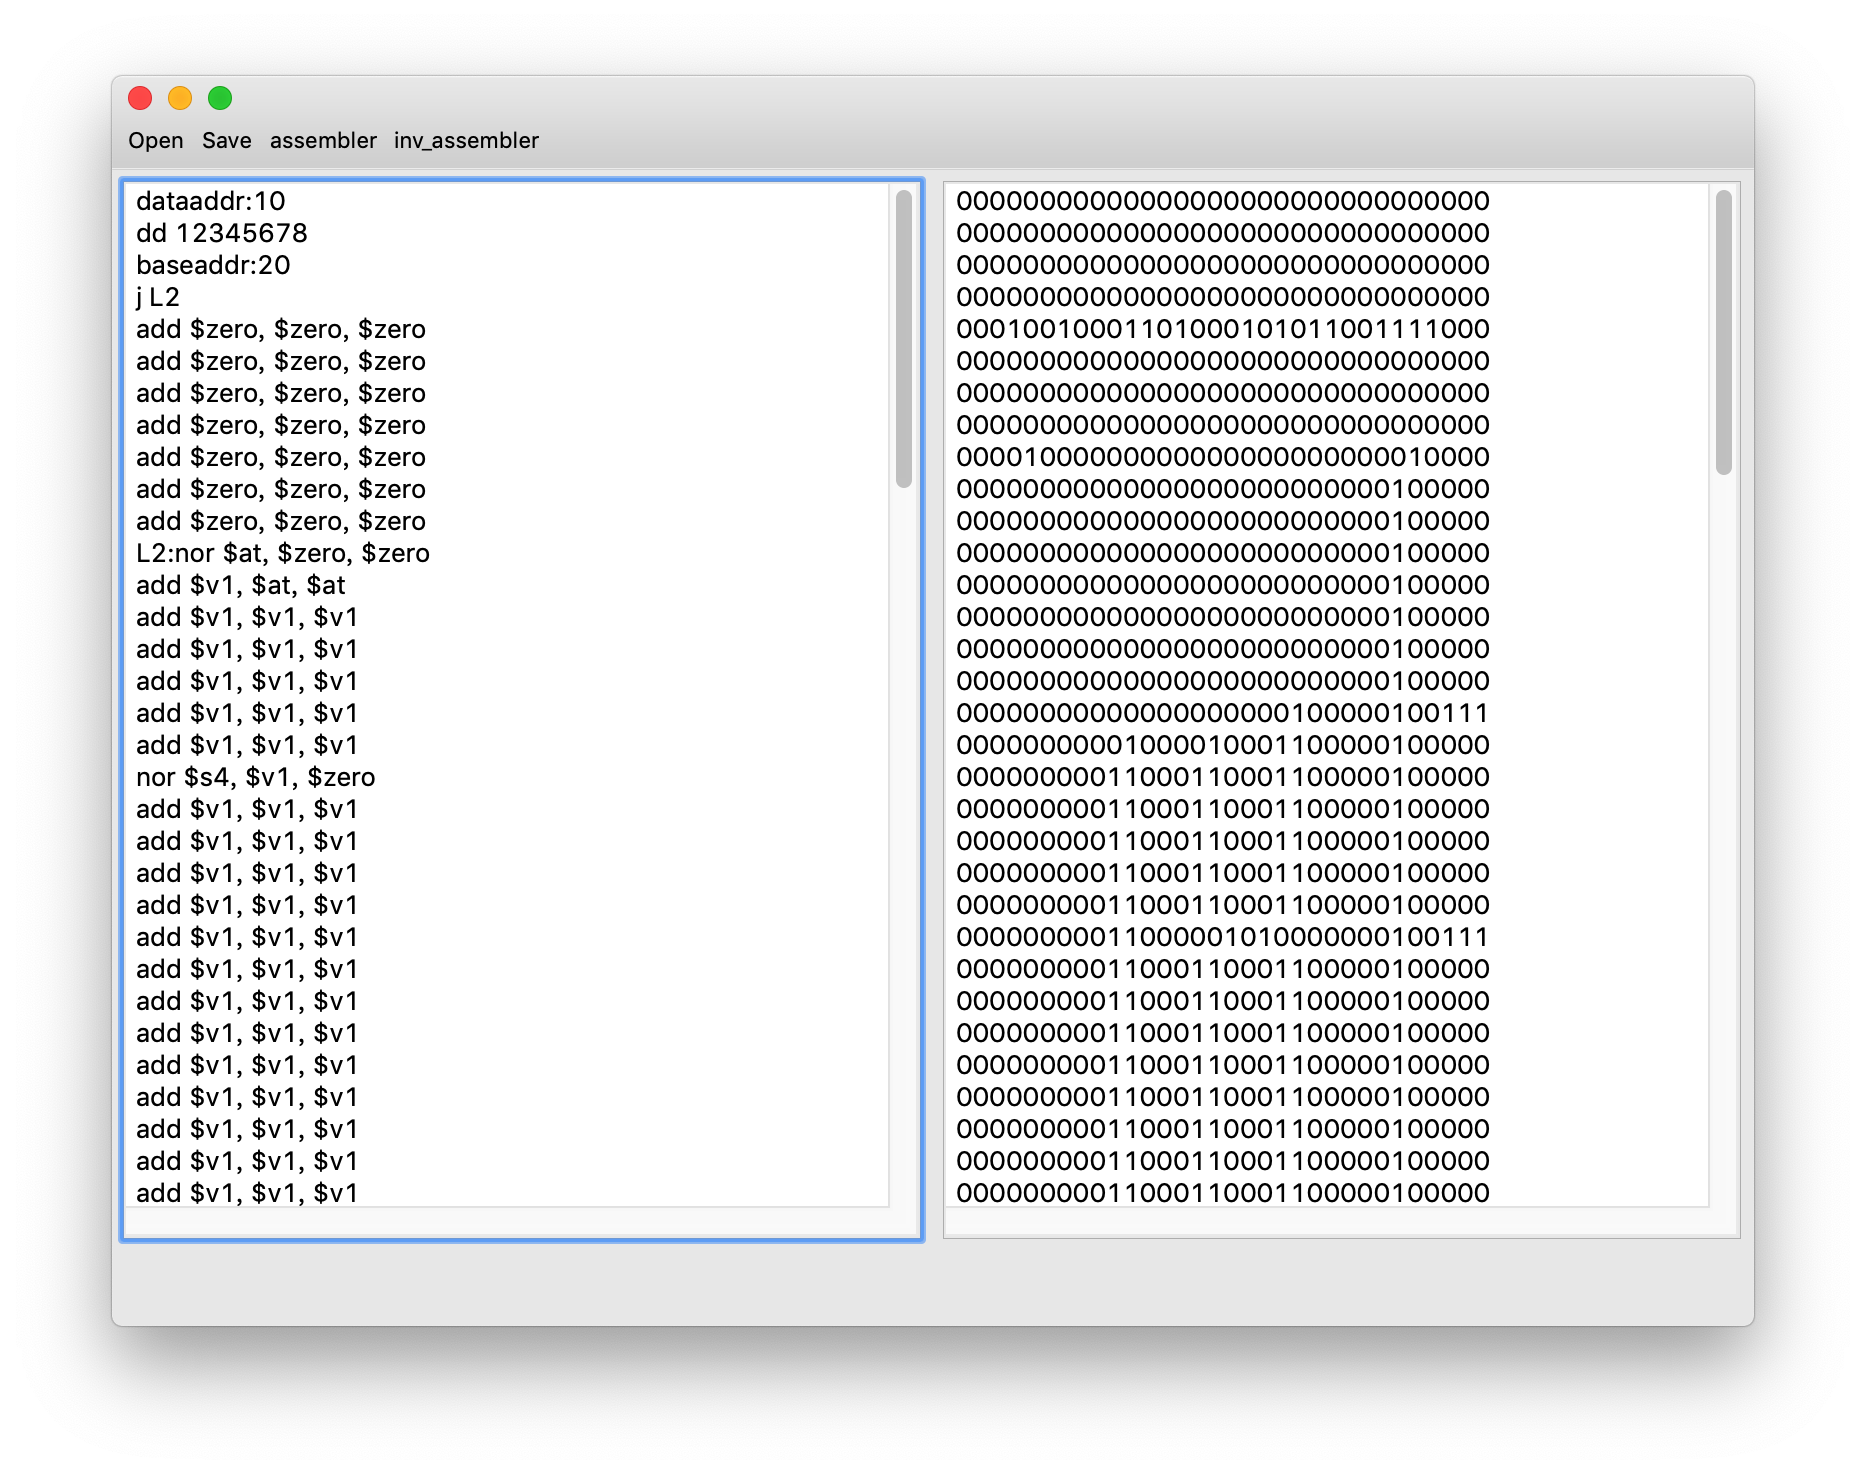 Open Save assembler inv_assembler
dataaddr:10
dd 12345678
baseaddr:20
j L2
add $zero, $zero, $zero
add $zero, $zero, $zero
add $zero, $zero, $zero
add $zero, $zero, $zero
add $zero, $zero, $zero
add $zero, $zero, $zero
add $zero, $zero, $zero
L2:nor $at, $zero, $zero
add $v1, $at, $at
add $v1, $v1, $v1
add $v1, $v1, $v1
add $v1, $v1, $v1
add $v1, $v1, $v1
add $v1, $v1, $v1
nor $s4, $v1, $zero
add $v1, $v1, $v1
add $v1, $v1, $v1
add $v1, $v1, $v1
add $v1, $v1, $v1
add $v1, $v1, $v1
add $v1, $v1, $v1
add $v1, $v1, $v1
add $v1, $v1, $v1
add $v1, $v1, $v1
add $v1, $v1, $v1
add $v1, $v1, $v1
add $v1, $v1, $v1
add $v1, $v1, $v1
00000000000000000000000000000000
00000000000000000000000000000000
00000000000000000000000000000000
00000000000000000000000000000000
00010010001101000101011001111000
00000000000000000000000000000000
00000000000000000000000000000000
00000000000000000000000000000000
00001000000000000000000000010000
00000000000000000000000000100000
00000000000000000000000000100000
00000000000000000000000000100000
00000000000000000000000000100000
00000000000000000000000000100000
00000000000000000000000000100000
00000000000000000000000000100000
00000000000000000000100000100111
00000000001000010001100000100000
00000000011000110001100000100000
00000000011000110001100000100000
00000000011000110001100000100000
00000000011000110001100000100000
00000000011000110001100000100000
00000000011000001010000000100111
00000000011000110001100000100000
00000000011000110001100000100000
00000000011000110001100000100000
00000000011000110001100000100000
00000000011000110001100000100000
00000000011000110001100000100000
00000000011000110001100000100000
00000000011000110001100000100000